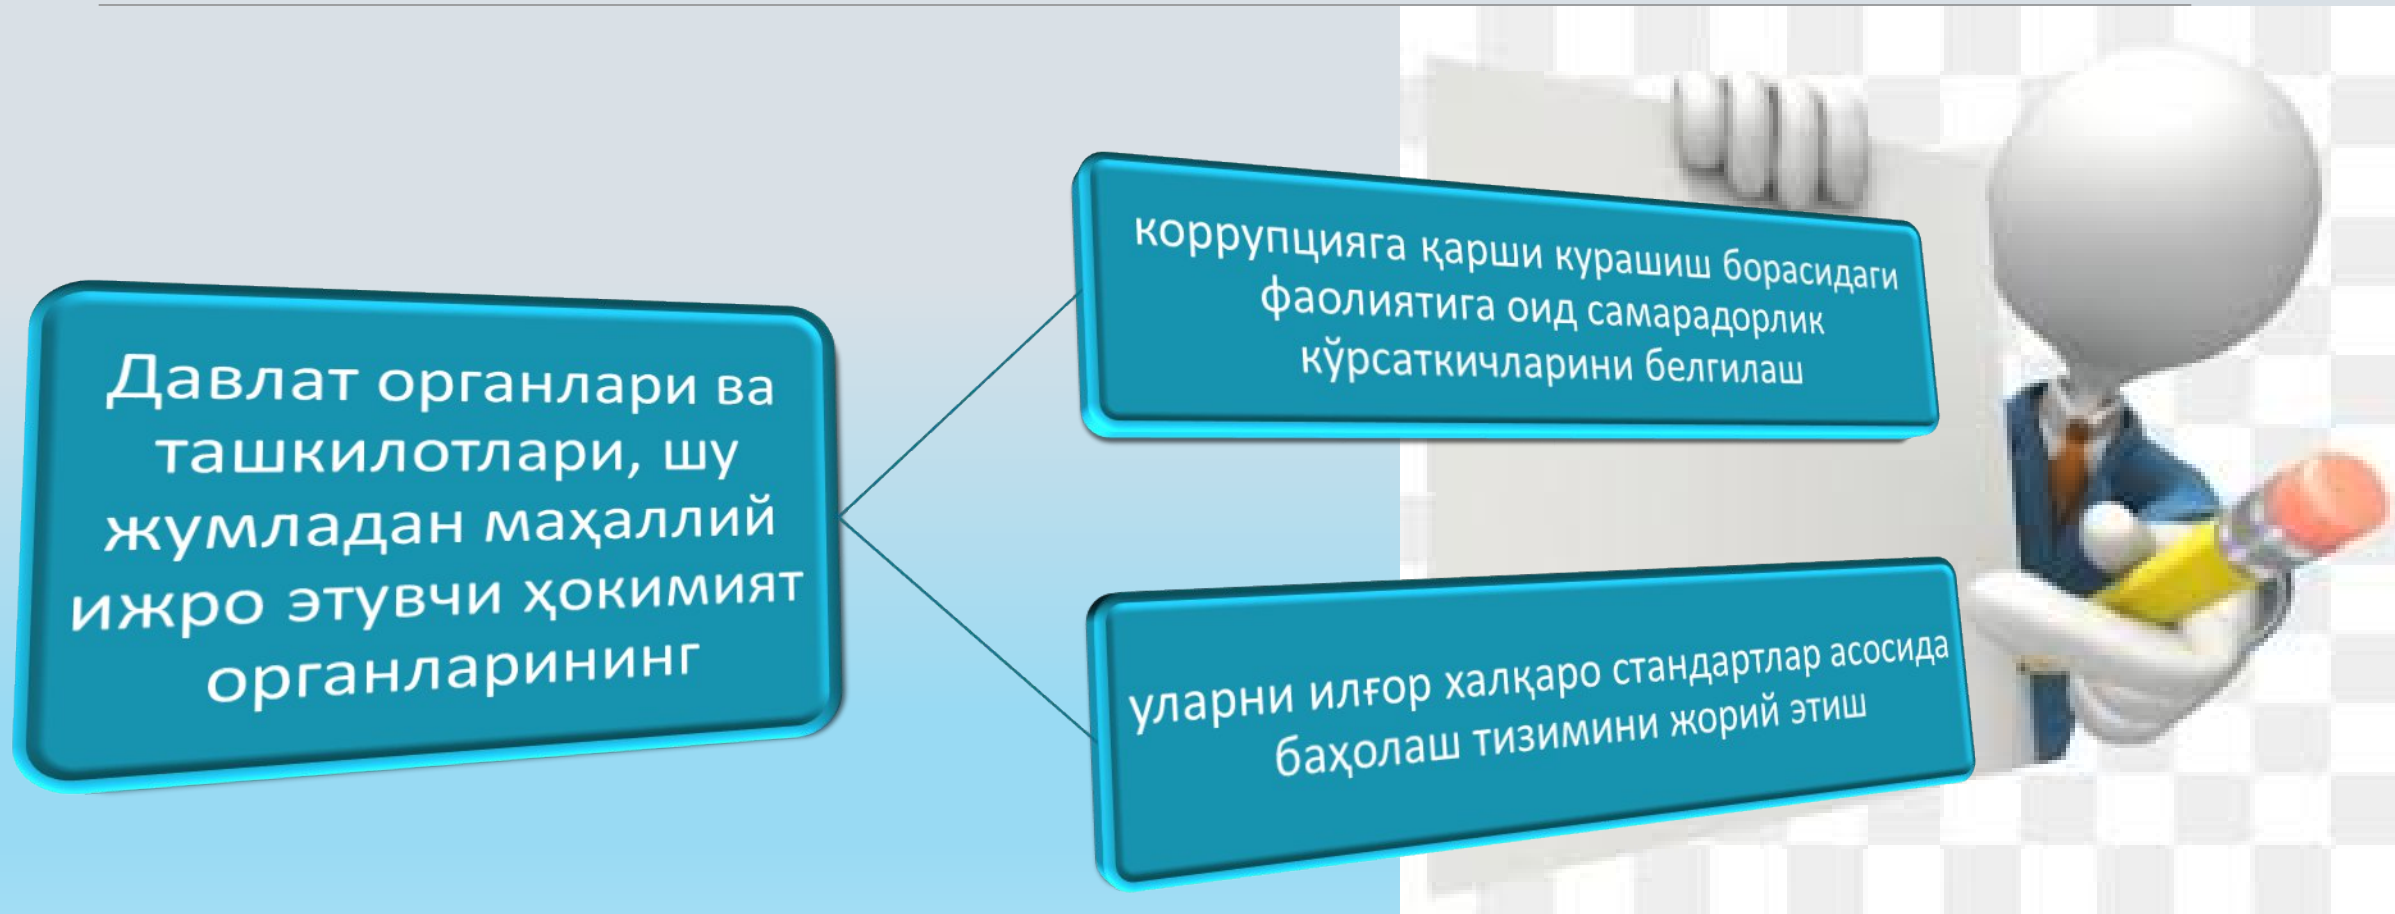 Давлат органлари ва
ташкилотлари, шу
жумладан маҳаллий
ижро этувчи ҳокимият
органларининг
коррупцияга қарши курашиш борасидаги
фаолиятига оид самарадорлик
кўрсаткичларини белгилаш
уларни илғор халқаро стандартлар асосида
баҳолаш тизимини жорий этиш